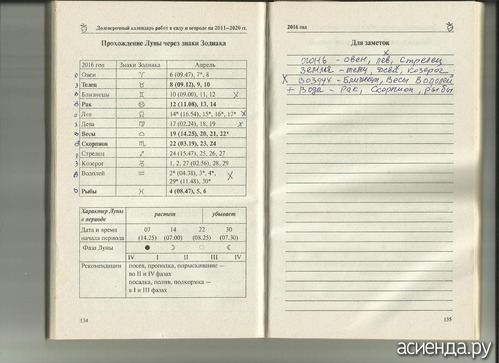 Долгосрочный календарь работ в саду и огороде на 2011–2020 гг.
Прохождение Луны через знаки Зодиака
2016 год Знаки Зодиака Апрель
Овен ♈ 6 (09.47), 7*, 8
Телец ♉ 8 (09.12), 9, 10
Близнецы ♊ 10 (09.00), 11, 12 X
Рак ♋ 12 (11.08), 13, 14
Лев ♌ 14* (16.54), 15*, 16*, 17* X
Дева ♍ 17 (02.24), 18, 19
Весы ♎ 19 (14.25), 20, 21, 22*
Скорпион ♏ 22 (03.19), 23, 24
Стрелец ♐ 24 (15.47), 25, 26, 27
Козерог ♑ 1, 2, 27 (02.56), 28, 29
Водолей ♒ 2* (04.38), 3*, 4*, X
29* (11.48), 30*
Рыбы ♓ 4 (08.47), 5, 6
Характер Луны в периоде растет убывает
Дата и время начала периода 07 14 22 30
(14.25) (07.00) (08.25) (07.30)
Фаза Луны
IV I II III IV
Рекомендации посев, прополка, опрыскивание —
во II и IV фазах
посадка, полив, подкормка —
в I и III фазах
134
2016 год
Для заметок
Огонь - овен, лев, Стрелец
Земля - телец, дева, козерог
X Воздух - Близнецы, Весы Водолей
+ Вода - Рак, Скорпион, рыбы
135
асиенда.ру